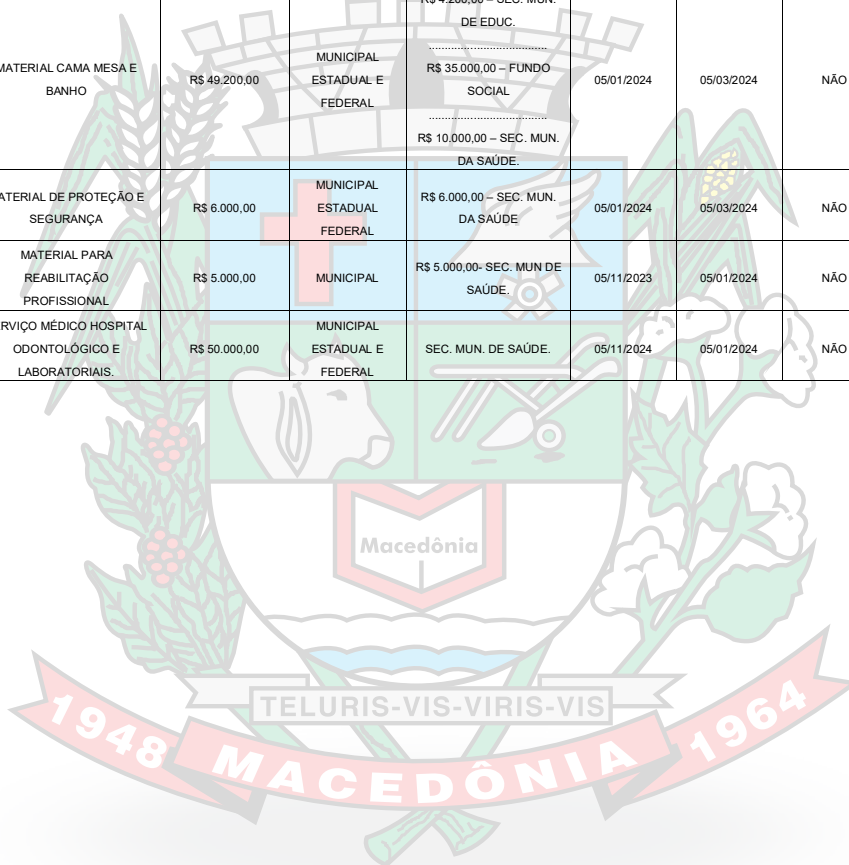 R$ 4.200,00 – SEC. MUN.
DE EDUC.
MATERIAL CAMA MESA E
BANHO
R$ 49.200,00
MUNICIPAL
ESTADUAL E
FEDERAL
.......................................
R$ 35.000,00 – FUNDO
SOCIAL
.......................................
R$ 10.000,00 – SEC. MUN.
DA SAÚDE.
05/01/2024
05/03/2024
NÃO
ATERIAL DE PROTEÇÃO E
SEGURANÇA
R$ 6.000,00
MUNICIPAL
ESTADUAL
FEDERAL
R$ 6.000,00 – SEC. MUN.
DA SAÚDE
05/01/2024
05/03/2024
NÃO
MATERIAL PARA
REABILITAÇÃO
PROFISSIONAL
R$ 5.000,00
MUNICIPAL
R$ 5.000,00- SEC. MUN DE
SAÚDE.
05/11/2023
05/01/2024
NÃO
RVIÇO MÉDICO HOSPITAL
ODONTOLÓGICO E
LABORATORIAIS.
R$ 50.000,00
MUNICIPAL
ESTADUAL E
FEDERAL
SEC. MUN. DE SAÚDE.
05/11/2024
05/01/2024
NÃO
Macedônia
TELURIS-VIS-VIRIS-VIS
1948 MACEDÔNIA 1964